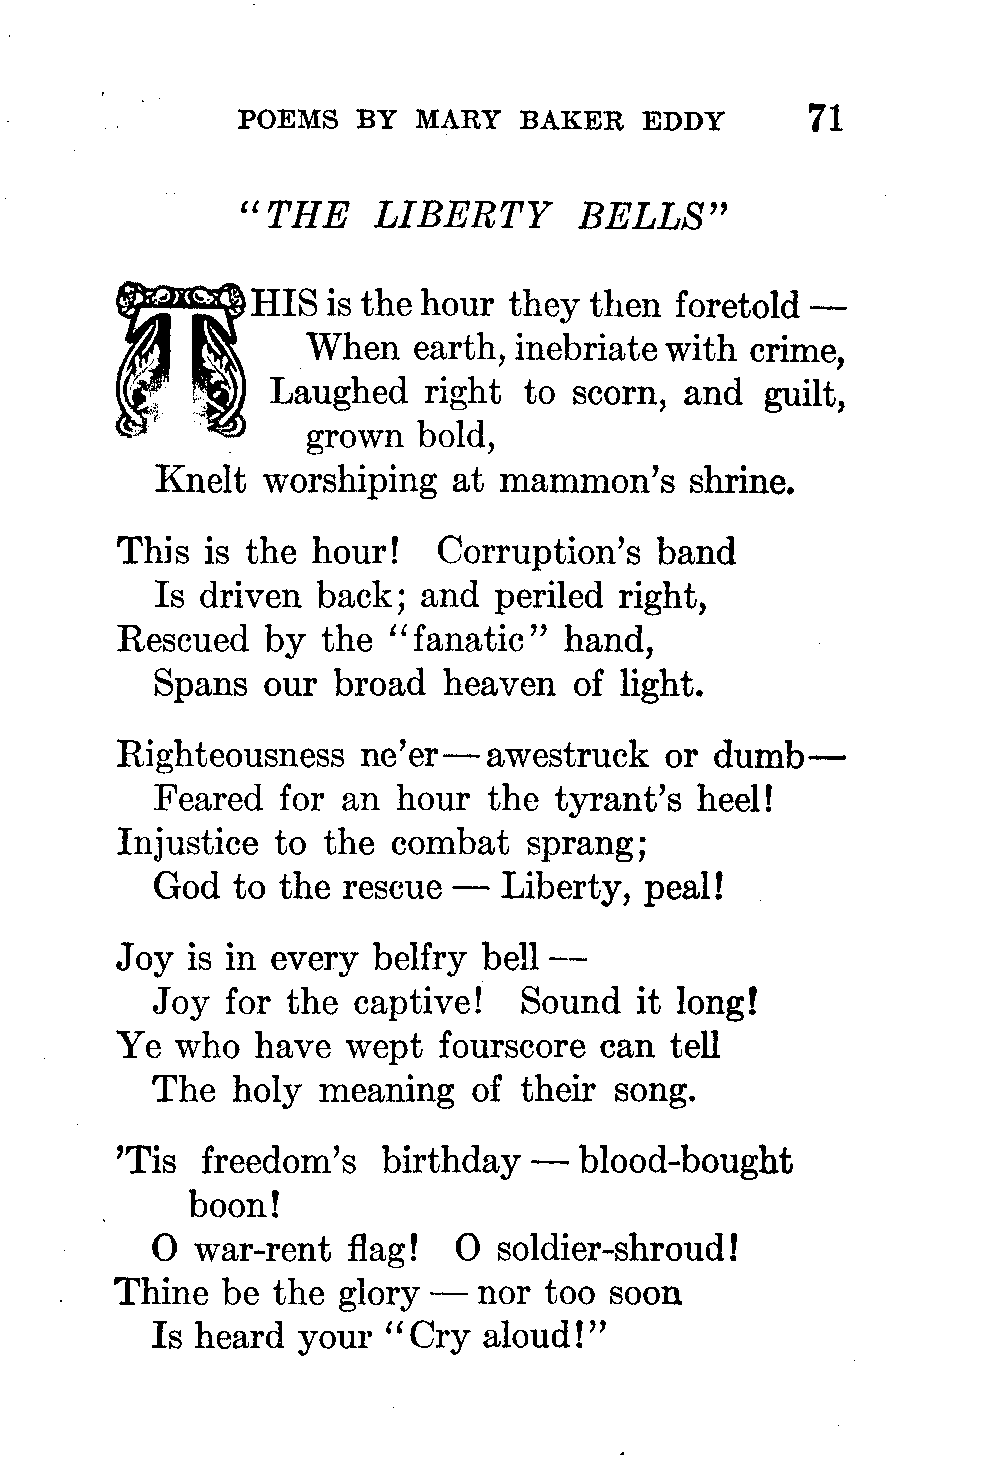 POEMS BY MARY BAKER EDDY 71
"THE LIBERTY BELLS"
THIS is the hour they then foretold —
When earth, inebriate with crime,
Laughed right to scorn, and guilt,
grown bold,
Knelt worshiping at mammon's shrine.
This is the hour! Corruption's band
Is driven back; and periled right,
Rescued by the "fanatic" hand,
Spans our broad heaven of light.
Righteousness ne'er—awestruck or dumb—
Feared for an hour the tyrant's heel!
Injustice to the combat sprang;
God to the rescue — Liberty, peal!
Joy is in every belfry bell —
Joy for the captive! Sound it long!
Ye who have wept fourscore can tell
The holy meaning of their song.
'Tis freedom's birthday — blood-bought
boon!
O war-rent flag! O soldier-shroud!
Thine be the glory — nor too soon
Is heard your "Cry aloud!"